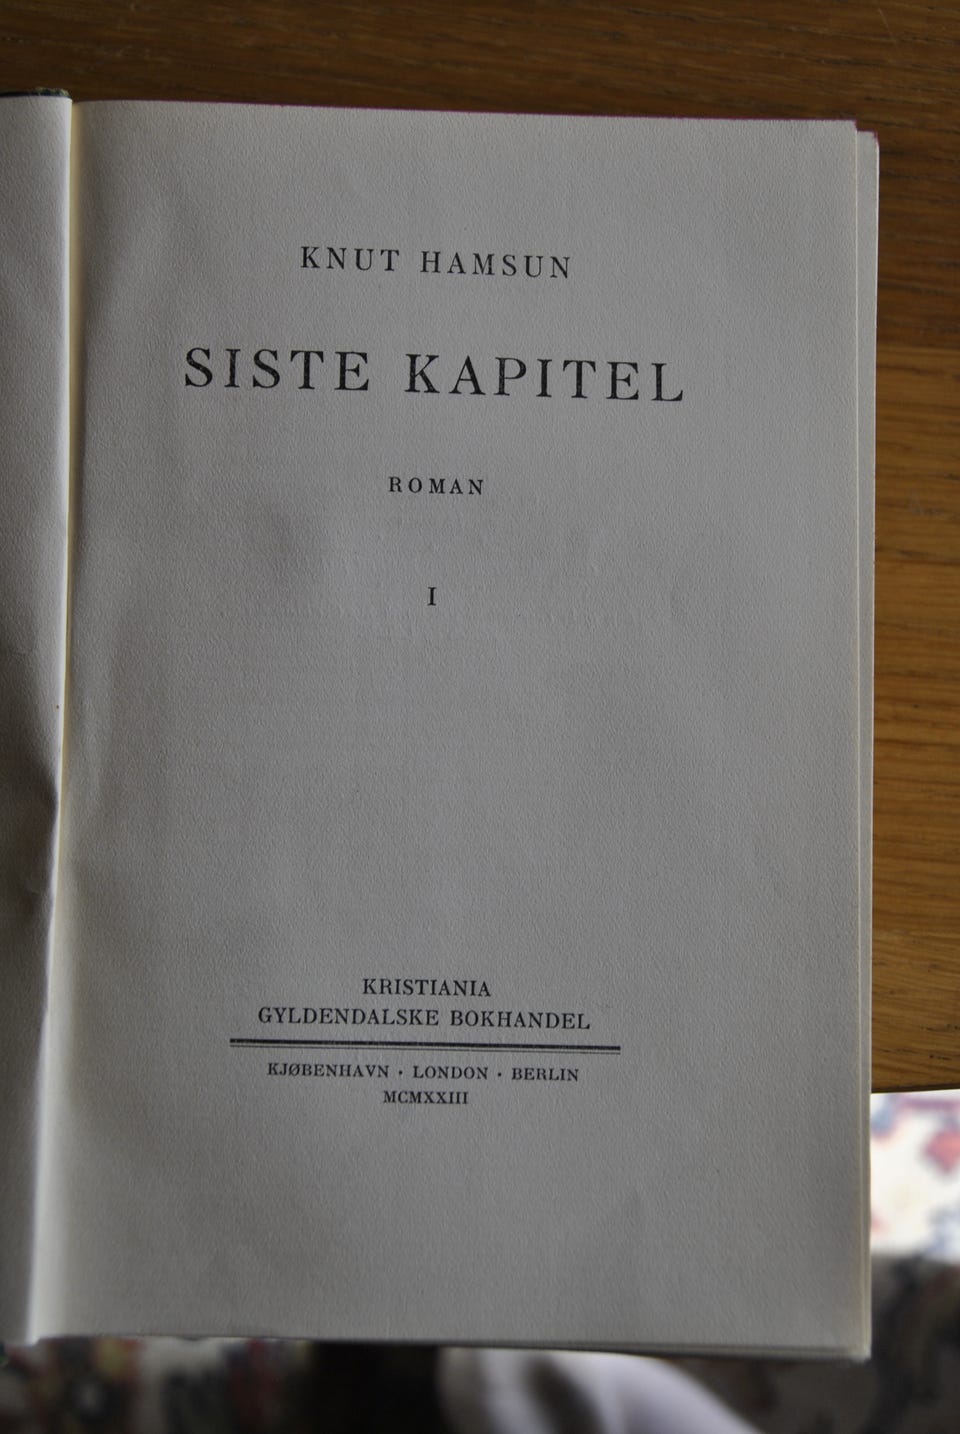 KNUT HAMSUN
SISTE KAPITEL
ROMAN
I
KRISTIANIA
GYLDENDALSKE BOKHANDEL
KJØBENHAVN · LONDON · BERLIN
MCMXXIII